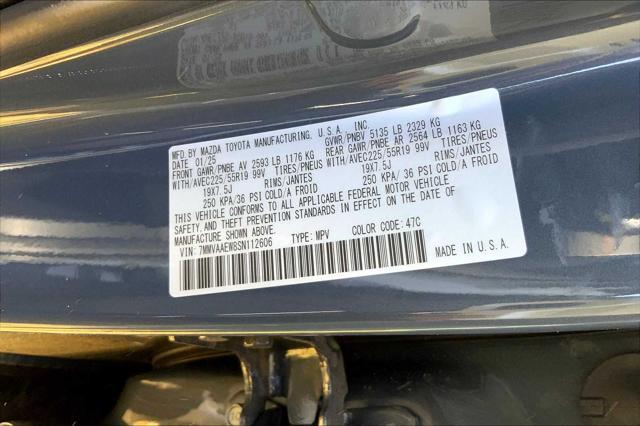 MFD BY MAZDA TOYOTA MANUFACTURING, U.S.A., INC.
DATE 01/25 GVWR/PNBV 5135 LB 2329 KG
FRONT GAWR/PNBE AV 2593 LB 1176 KG REAR GAWR/PNBE AR 2564 LB 1163 KG
WITH/AVEC225/55R19 99V TIRES/PNEUS WITH/AVEC225/55R19 99V TIRES/PNEUS
19X7.5J RIMS/JANTES 19X7.5J RIMS/JANTES
250 KPA/36 PSI COLD/A FROID 250 KPA/36 PSI COLD/A FROID
THIS VEHICLE CONFORMS TO ALL APPLICABLE FEDERAL MOTOR VEHICLE
SAFETY, AND THEFT PREVENTION STANDARDS IN EFFECT ON THE DATE OF
MANUFACTURE SHOWN ABOVE.
VIN: 7MMVAAEW8SN112606 TYPE: MPV COLOR CODE: 47C
MADE IN U.S.A.